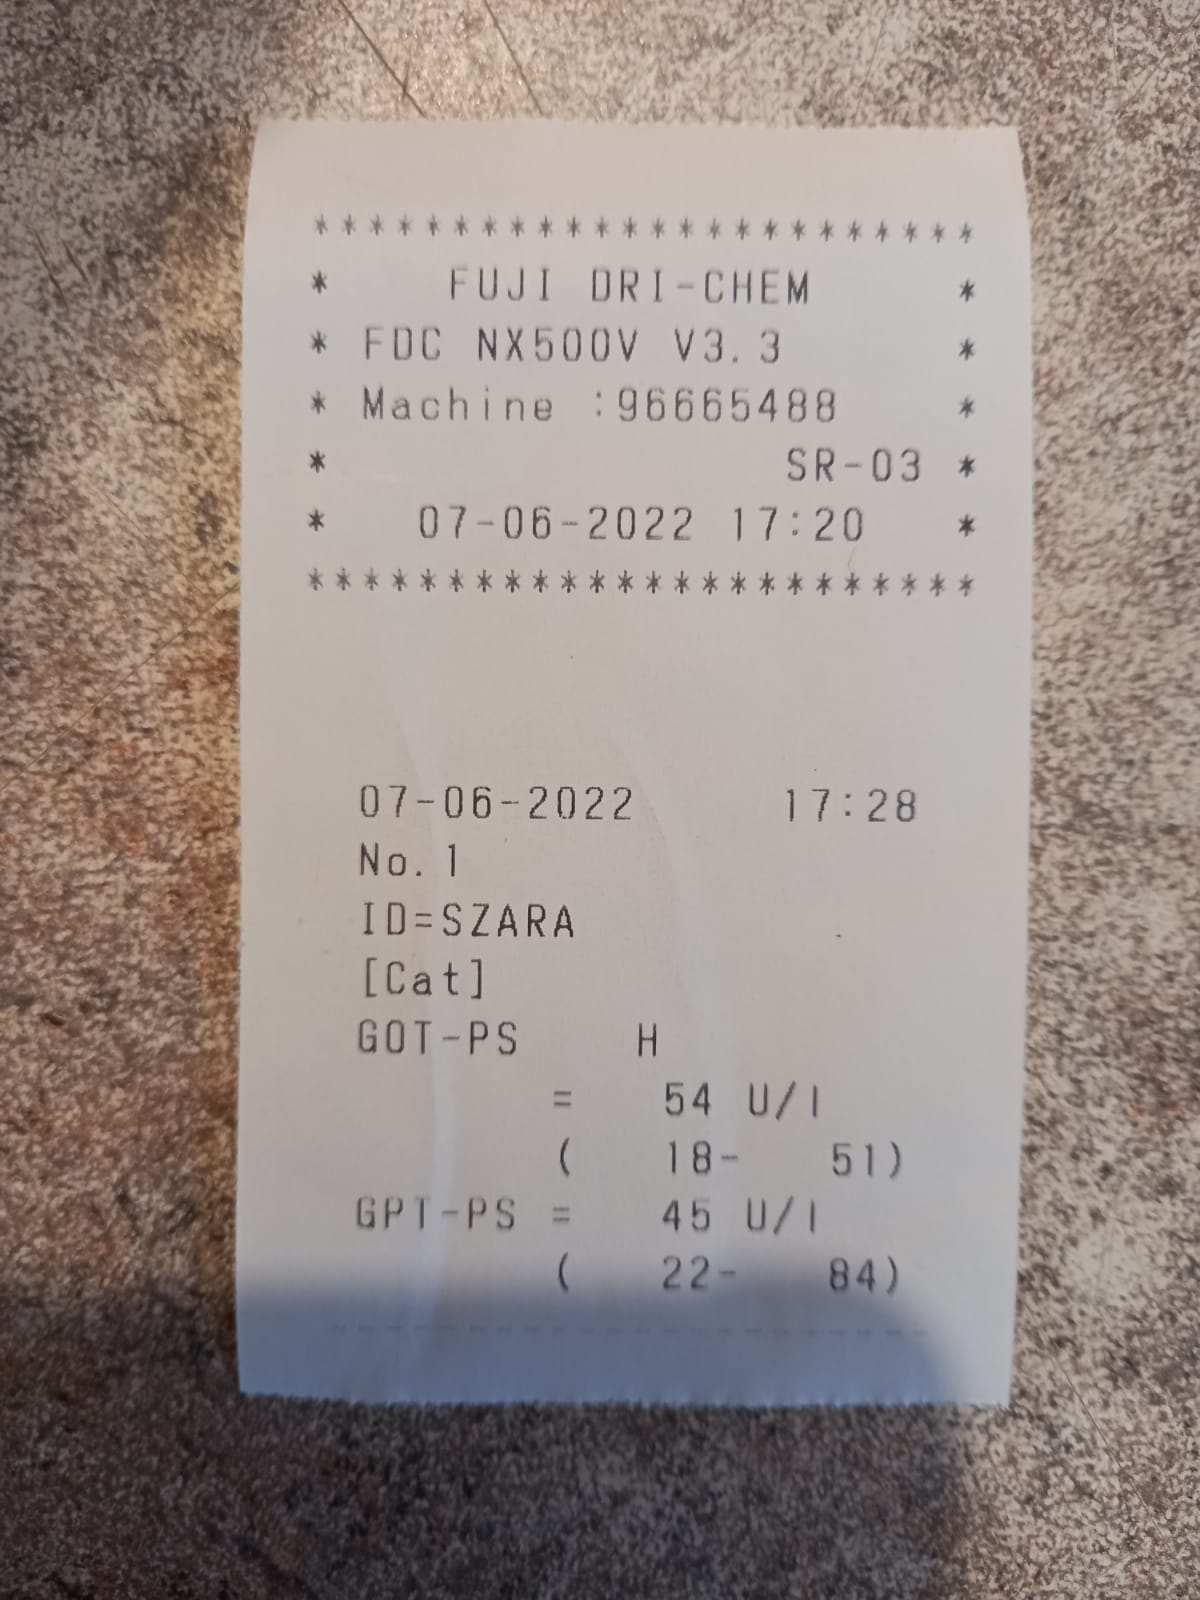 * * * * * * * * * * * * * * * * * * * * * * * *
* FUJI DRI-CHEM *
* FDC NX500V V3.3 *
* Machine :96665488 *
* SR-03 *
* 07-06-2022 17:20 *
* * * * * * * * * * * * * * * * * * * * * * * *
07-06-2022 17:28
No.1
ID=SZARA
[Cat]
GOT-PS H
= 54 U/l
( 18- 51)
GPT-PS = 45 U/l
( 22- 84)